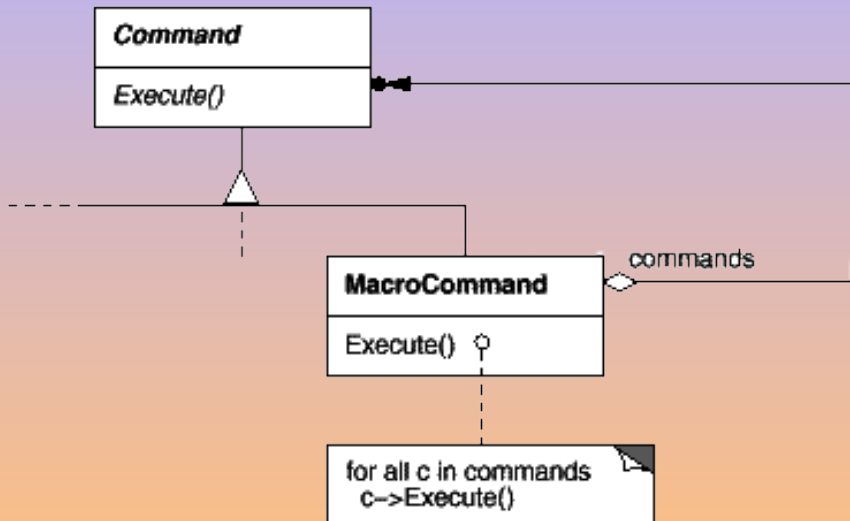 Command
Execute()
commands
MacroCommand
Execute()
for all c in commands
c->Execute()